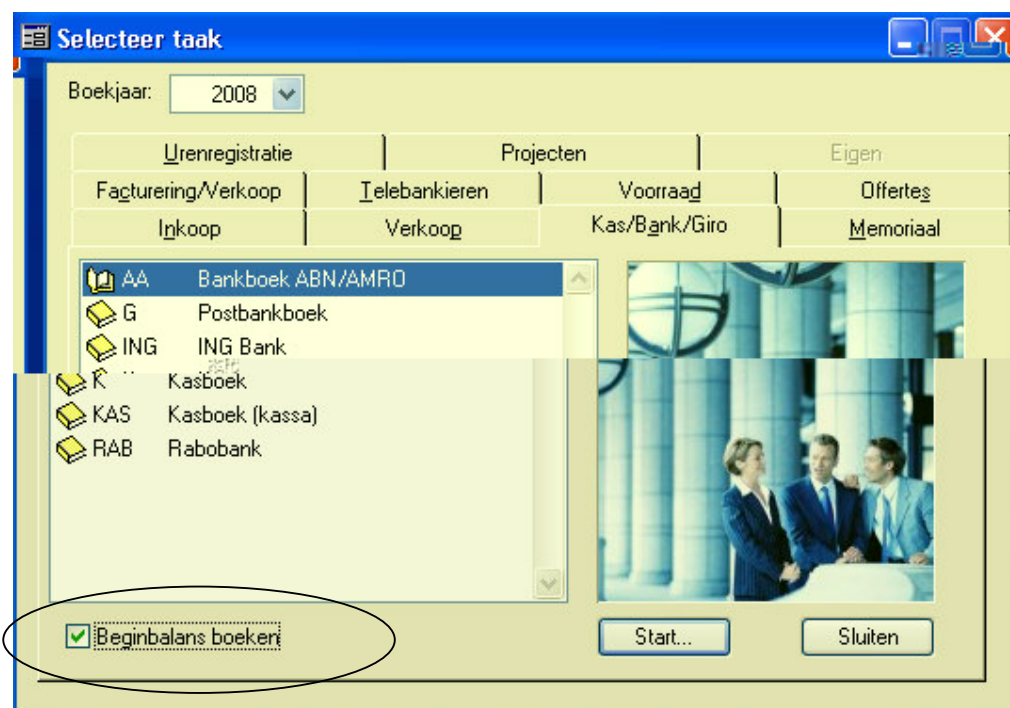 Selecteer taak
Boekjaar: 2008
Urenregistratie Projecten Eigen
Facturering/Verkoop Telebankieren Voorraad Offertes
Inkoop Verkoop Kas/Bank/Giro Memoriaal
AA Bankboek ABN/AMRO
G Postbankboek
ING ING Bank
K Kasboek
KAS Kasboek (kassa)
RAB Rabobank
Beginbalans boeken Start... Sluiten